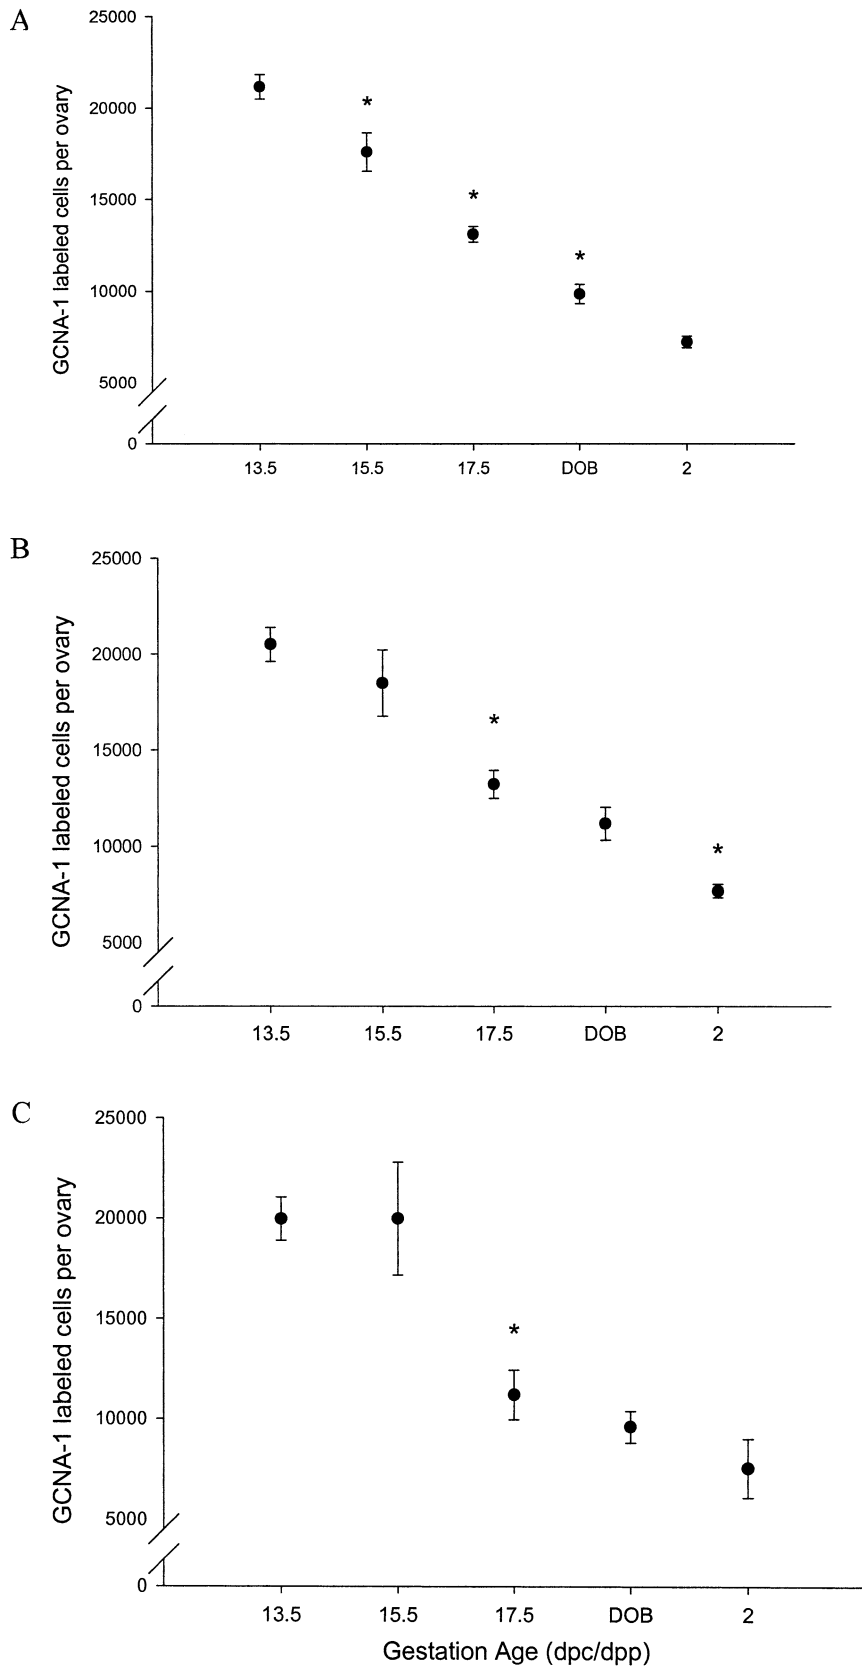 A
25000
20000
15000
10000
5000
0
GCNA-1 labeled cells per ovary
*
*
*
13.5 15.5 17.5 DOB 2
B
25000
20000
15000
10000
5000
0
GCNA-1 labeled cells per ovary
*
*
13.5 15.5 17.5 DOB 2
C
25000
20000
15000
10000
5000
0
GCNA-1 labeled cells per ovary
*
13.5 15.5 17.5 DOB 2
Gestation Age (dpc/dpp)